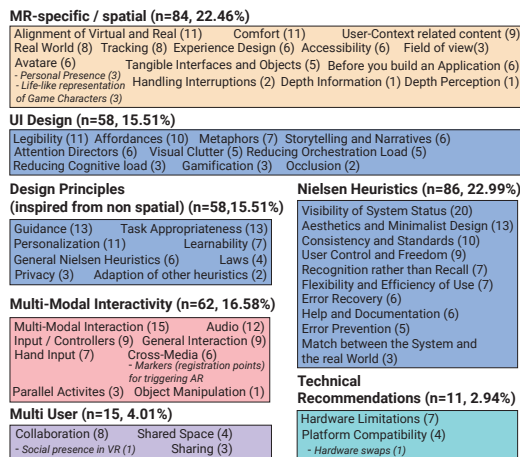 MR-specific / spatial (n=84, 22.46%)
Alignment of Virtual and Real (11) Comfort (11) User-Context related content (9)
Real World (8) Tracking (8) Experience Design (6) Accessibility (6) Field of view(3)
Avatare (6) Tangible Interfaces and Objects (5) Before you build an Application (6)
- Personal Presence (3)
- Life-like representation of Game Characters (3)
Handling Interruptions (2) Depth Information (1) Depth Perception (1)
UI Design (n=58, 15.51%)
Legibility (11) Affordances (10) Metaphors (7) Storytelling and Narratives (6)
Attention Directors (6) Visual Clutter (5) Reducing Orchestration Load (5)
Reducing Cognitive load (3) Gamification (3) Occlusion (2)
Design Principles
(inspired from non spatial) (n=58,15.51%)
Guidance (13) Task Appropriateness (13)
Personalization (11) Learnability (7)
General Nielsen Heuristics (6) Laws (4)
Privacy (3) Adaption of other heuristics (2)
Multi-Modal Interactivity (n=62, 16.58%)
Multi-Modal Interaction (15) Audio (12)
Input / Controllers (9) General Interaction (9)
Hand Input (7) Cross-Media (6)
- Markers (registration points)
for triggering AR
Parallel Activites (3) Object Manipulation (1)
Multi User (n=15, 4.01%)
Collaboration (8) Shared Space (4)
- Social presence in VR (1) Sharing (3)
Nielsen Heuristics (n=86, 22.99%)
Visibility of System Status (20)
Aesthetics and Minimalist Design (13)
Consistency and Standards (10)
User Control and Freedom (9)
Recognition rather than Recall (7)
Flexibility and Efficiency of Use (7)
Error Recovery (6)
Help and Documentation (6)
Error Prevention (5)
Match between the System and
the real World (3)
Technical
Recommendations (n=11, 2.94%)
Hardware Limitations (7)
Platform Compatibility (4)
- Hardware swaps (1)